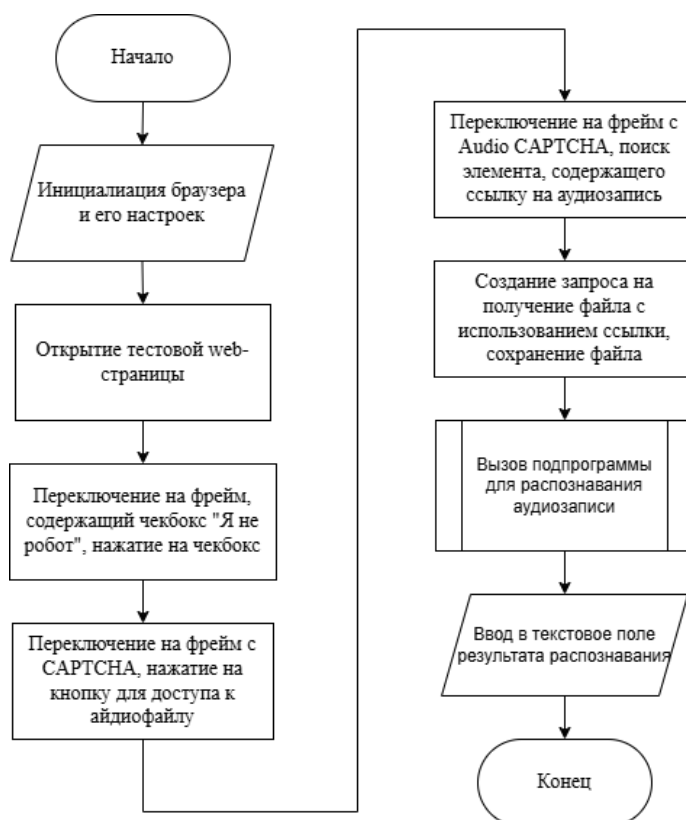 Начало
Инициалиация браузера
и его настроек
Открытие тестовой web-
страницы
Переключение на фрейм,
содержащий чекбокс "Я не
робот", нажатие на чекбокс
Переключение на фрейм с
CAPTCHA, нажатие на
кнопку для доступа к
айдиофайлу
Переключение на фрейм с
Audio CAPTCHA, поиск
элемента, содержащего
ссылку на аудиозапись
Создание запроса на
получение файла с
использованием ссылки,
сохранение файла
Вызов подпрограммы
для распознавания
аудиозаписи
Ввод в текстовое поле
результата распознавания
Конец